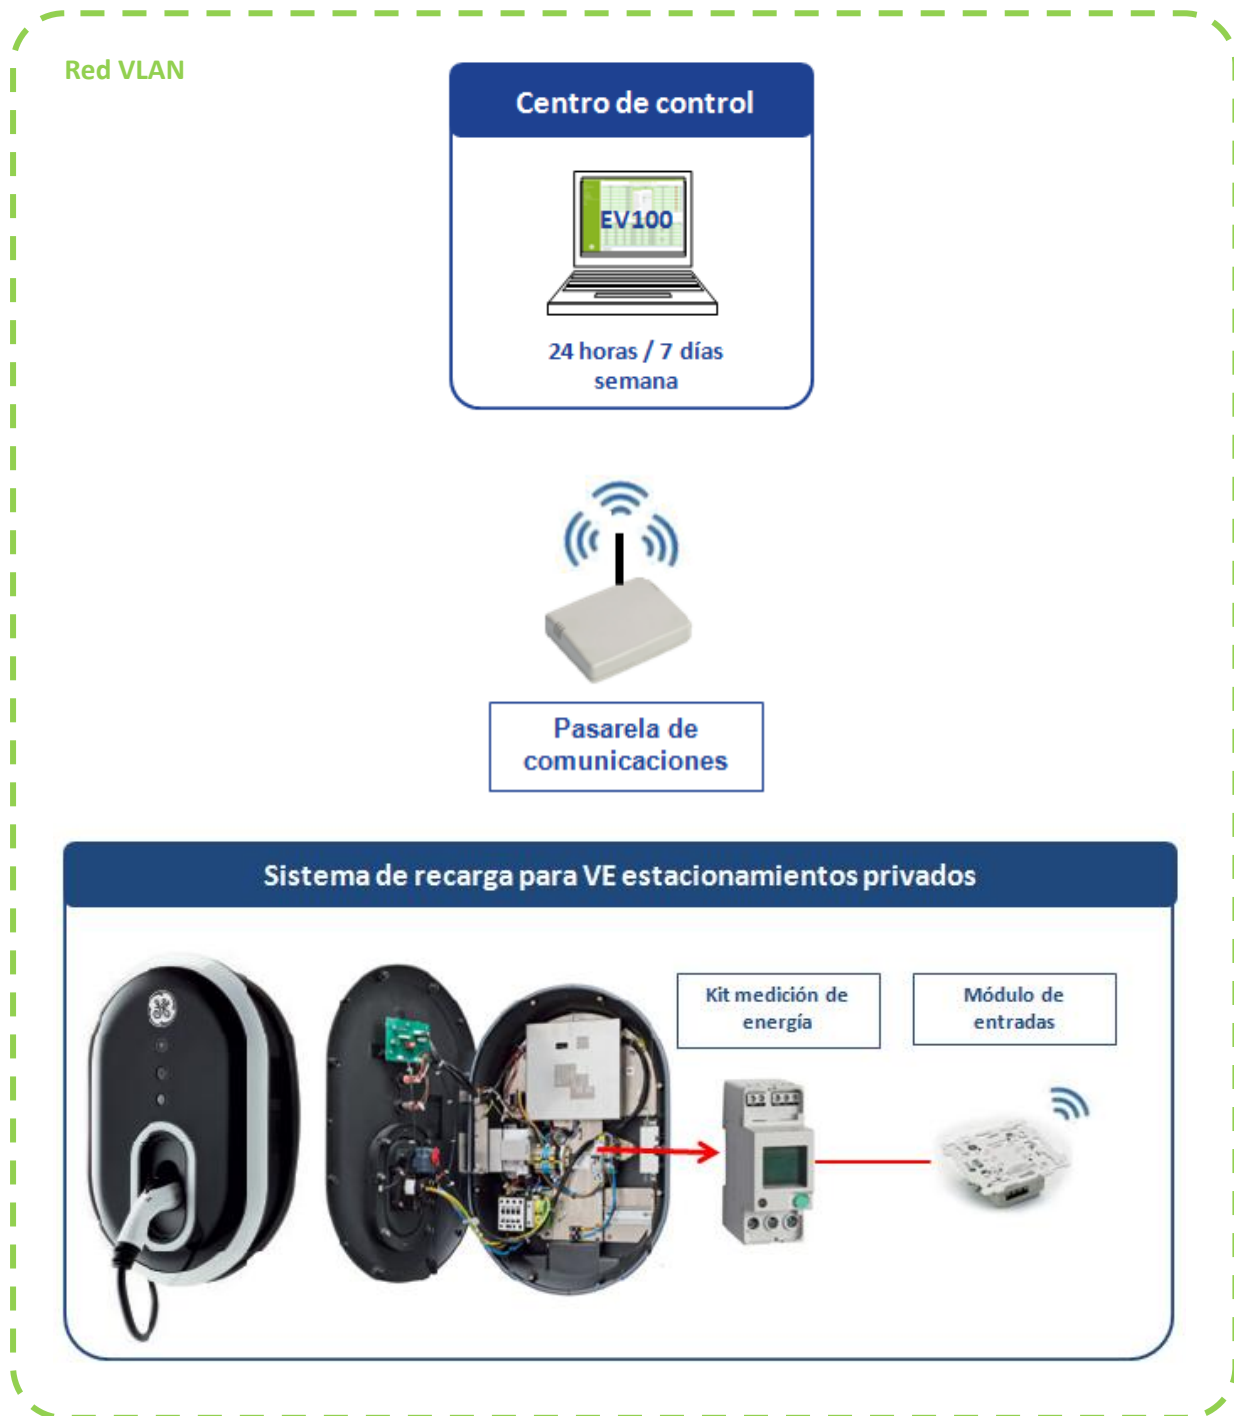 Red VLAN
Centro de control
EV100
24 horas / 7 días
semana
Pasarela de
comunicaciones
Sistema de recarga para VE estacionamientos privados
Kit medición de
energía
Módulo de
entradas